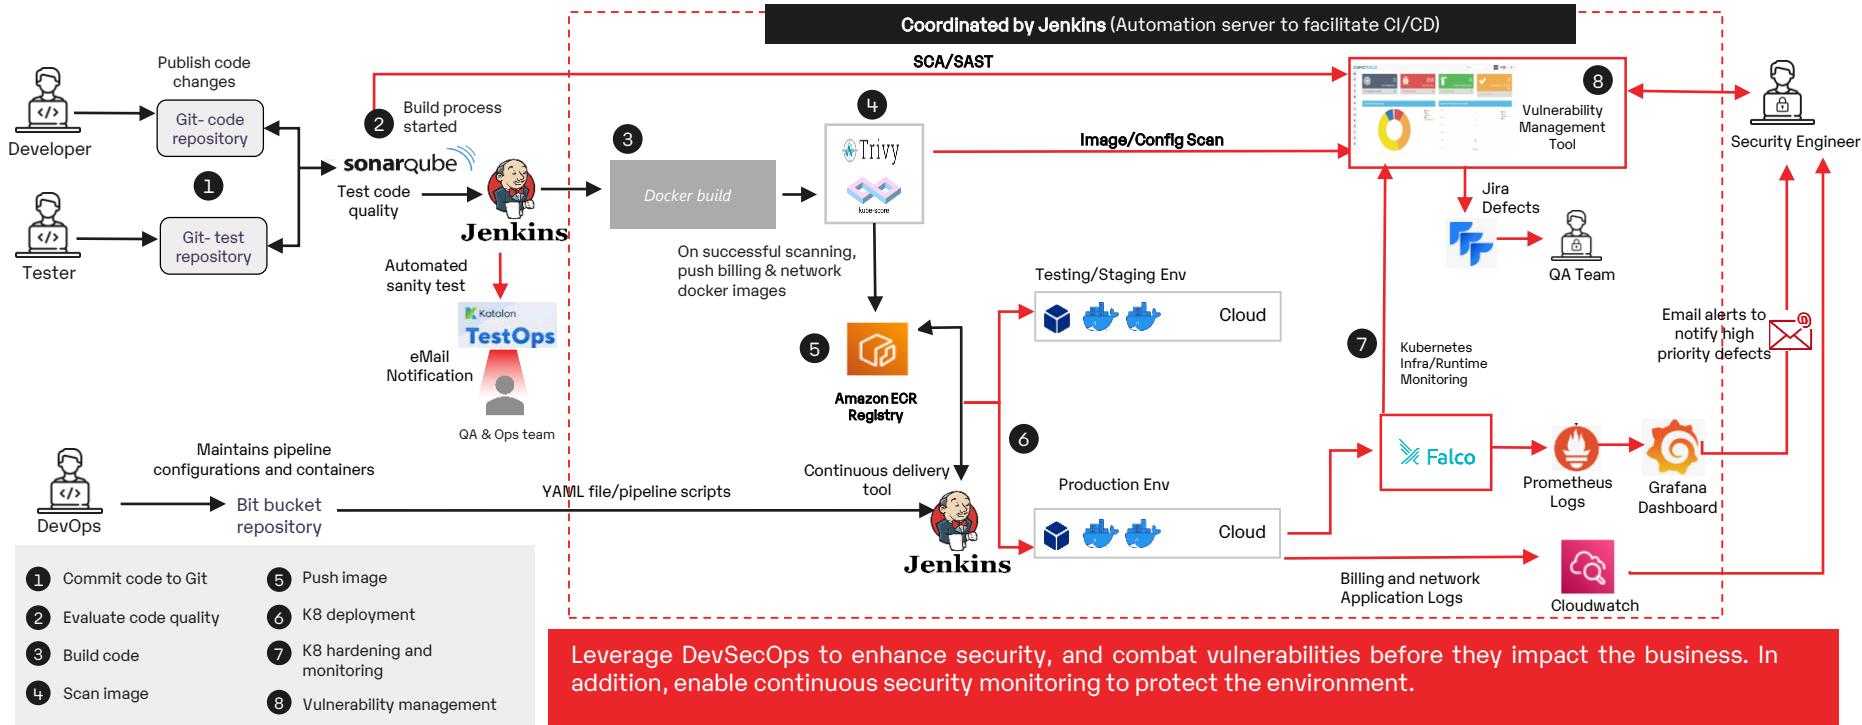 Coordinated by Jenkins (Automation server to facilitate CI/CD)
Publish code
changes
Developer
Git- code
repository
1
Tester
Git- test
repository
2
Build process
started
sonarqube
Test code
quality
Jenkins
Automated
sanity test
Katalon
TestOps
eMail
Notification
QA & Ops team
SCA/SAST
3
Docker build
4
Trivy
kube-score
Image/Config Scan
On successful scanning,
push billing & network
docker images
5
Amazon ECR
Registry
Testing/Staging Env
Cloud
6
Continuous delivery
tool
Jenkins
Production Env
Cloud
8
Vulnerability
Management
Tool
Security Engineer
Jira
Defects
QA Team
7
Kubernetes
Infra/Runtime
Monitoring
Email alerts to
notify high
priority defects
Falco
Prometheus
Logs
Grafana
Dashboard
Billing and network
Application Logs
Cloudwatch
DevOps
Maintains pipeline
configurations and containers
Bit bucket
repository
YAML file/pipeline scripts
1 Commit code to Git
2 Evaluate code quality
3 Build code
4 Scan image
5 Push image
6 K8 deployment
7 K8 hardening and
monitoring
8 Vulnerability management
Leverage DevSecOps to enhance security, and combat vulnerabilities before they impact the business. In
addition, enable continuous security monitoring to protect the environment.